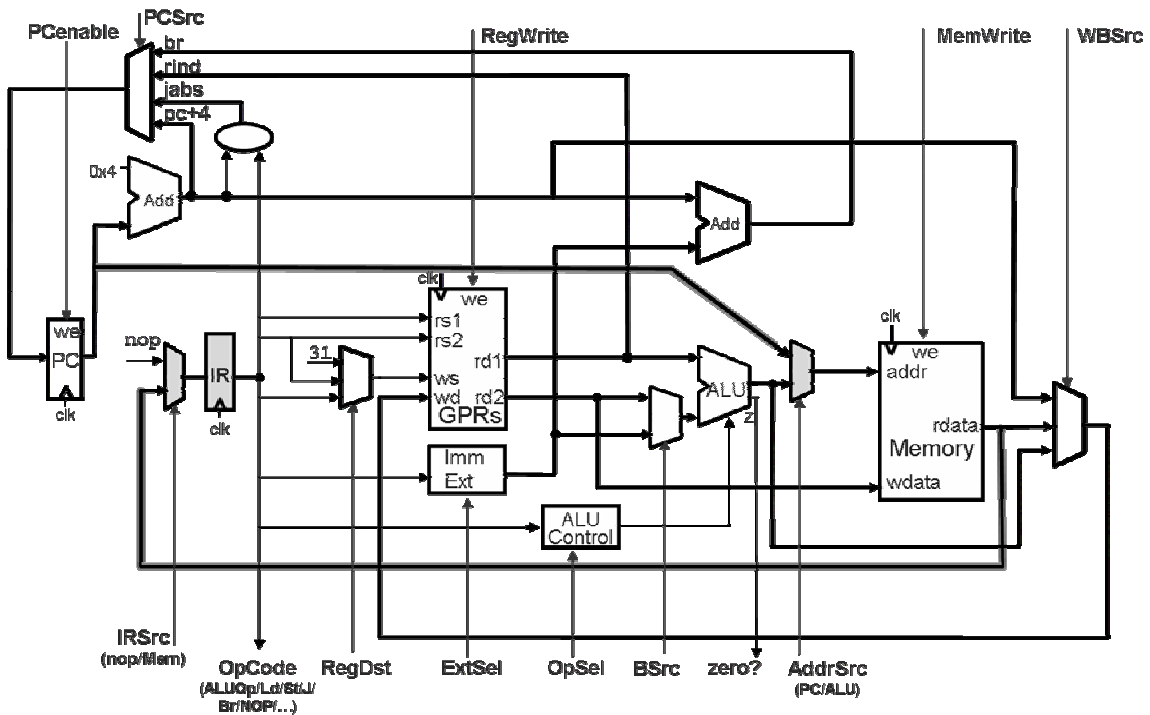 PCSrc
PCenable
RegWrite
MemWrite
WBSrc
br
rind
jabs
pc+4
0x4
Add
Add
clk
we
rs1
rs2
rd1
ws
wd
rd2
GPRs
we
PC
clk
nop
IR
clk
31
ALU
z
clk
we
addr
rdata
Memory
wdata
Imm
Ext
ALU
Control
IRSrc
(nop/Mem)
OpCode
(ALUOp/Ld/St/J/
Br/NOP/…)
RegDst
ExtSel
OpSel
BSrc
zero?
AddrSrc
(PC/ALU)